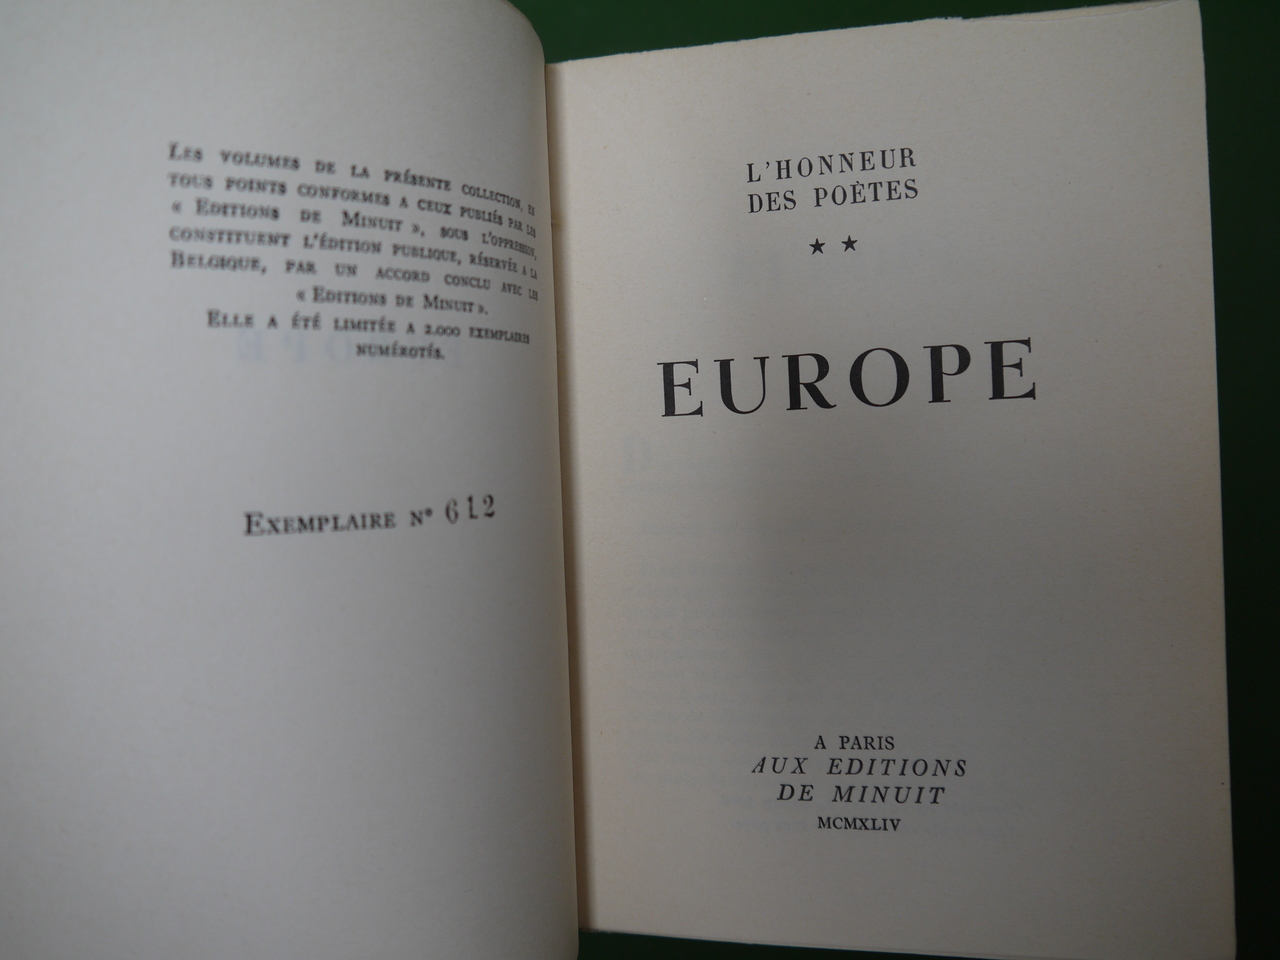 LES VOLUMES DE LA PRÉSENTE COLLECTION, EN
TOUS POINTS CONFORMES A CEUX PUBLIÉS PAR LES
« EDITIONS DE MINUIT », SOUS L'OPPRESSION,
CONSTITUENT L'ÉDITION PUBLIQUE, RÉSERVÉE A LA
BELGIQUE, PAR UN ACCORD CONCLU AVEC LES
« EDITIONS DE MINUIT ».
ELLE A ÉTÉ LIMITÉE A 2.000 EXEMPLAIRES
NUMÉROTÉS.
EXEMPLAIRE N° 612
L'HONNEUR
DES POÈTES
★ ★
EUROPE
A PARIS
AUX EDITIONS
DE MINUIT
MCMXLIV